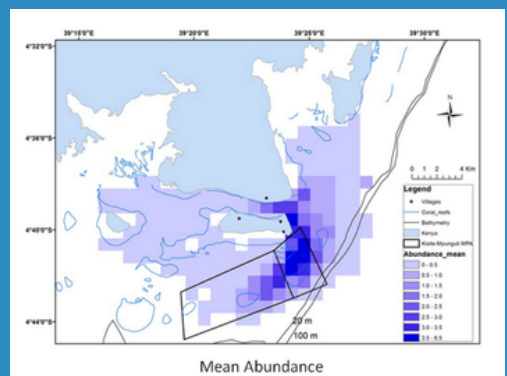 39°15'0"E 39°20'0"E 39°25'0"E 39°30'0"E
4°32'0"S
4°36'0"S
4°40'0"S
4°44'0"S
N
0 2 4 Km
Legend
Villages
Coral_reefs
Bathymetry
Kenya
Kisite-Mpunguti MPA
Abundance_mean
0 - 0.5
0.5 - 1.0
1.0 - 1.5
1.5 - 2.0
2.0 - 2.5
2.5 - 3.0
3.0 - 3.5
3.5 - 6.5
20 m
100 m
Mean Abundance